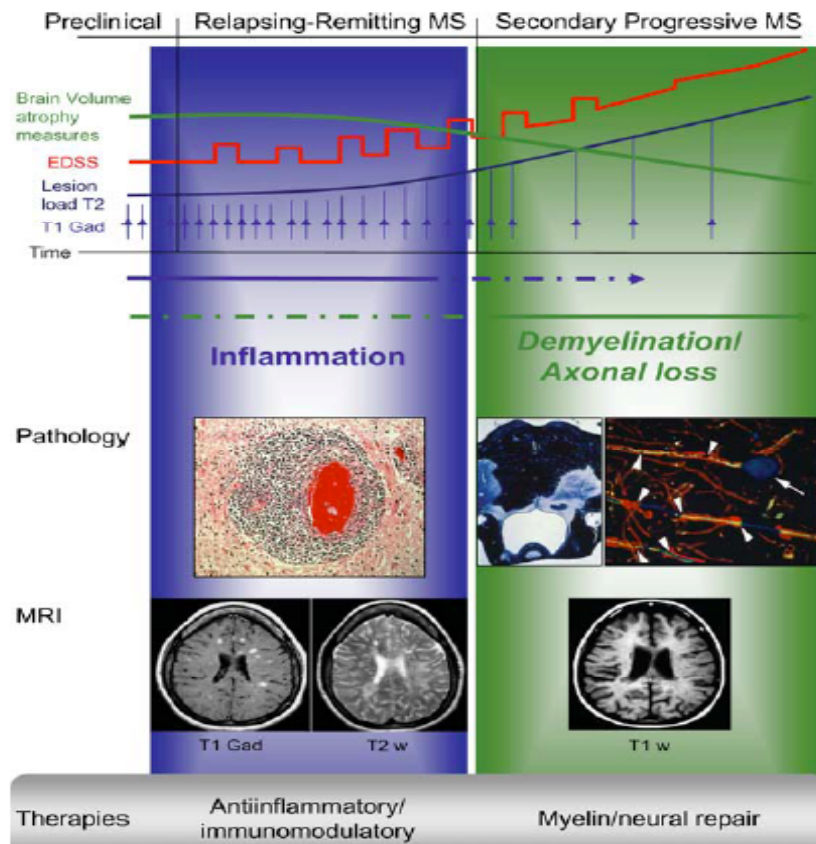 Preclinical
Relapsing-Remitting MS
Secondary Progressive MS
Brain Volume
atrophy
measures
EDSS
Lesion
load T2
T1 Gad
Time
Inflammation
Demyelination/
Axonal loss
Pathology
MRI
T1 Gad
T2 w
T1 w
Therapies
Antiinflammatory/
immunomodulatory
Myelin/neural repair